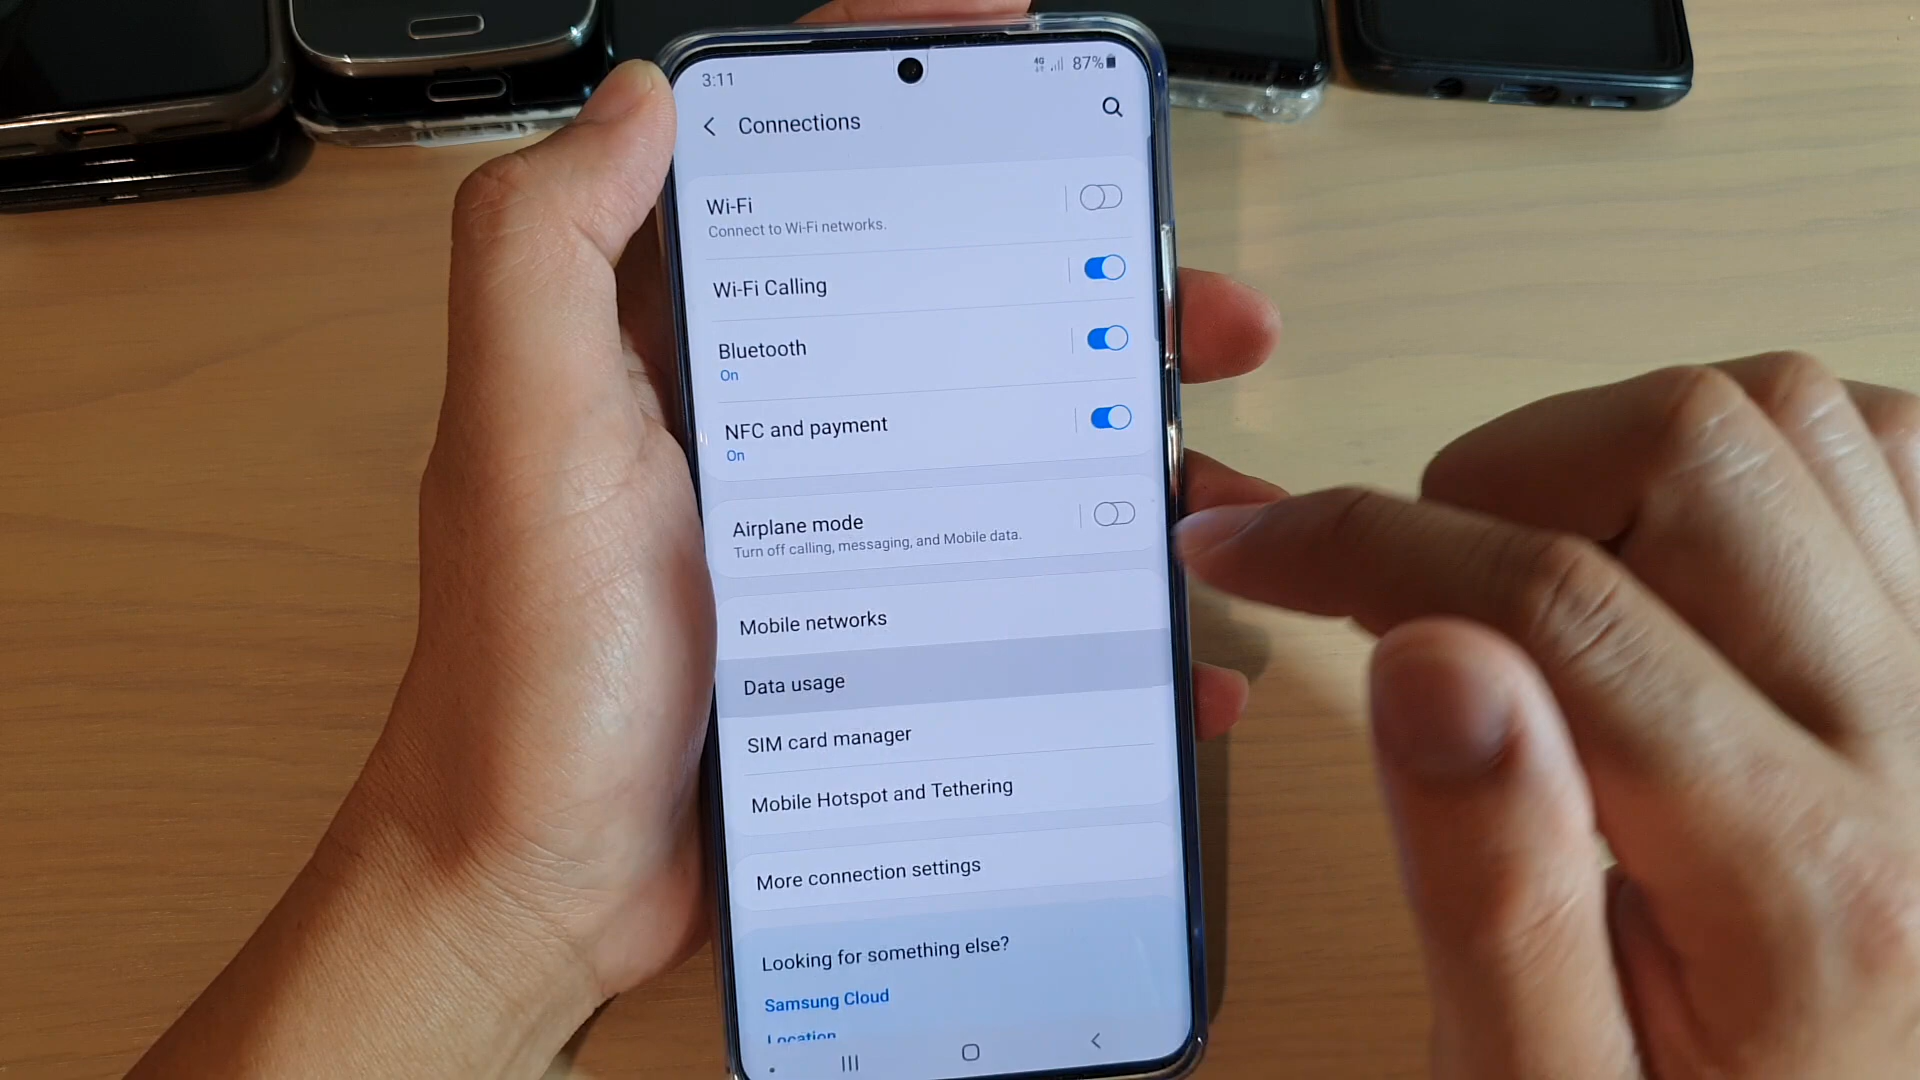 3:11
4G 87%
Connections
Wi-Fi
Connect to Wi-Fi networks.
Wi-Fi Calling
Bluetooth
On
NFC and payment
On
Airplane mode
Turn off calling, messaging, and Mobile data.
Mobile networks
Data usage
SIM card manager
Mobile Hotspot and Tethering
More connection settings
Looking for something else?
Samsung Cloud
Location